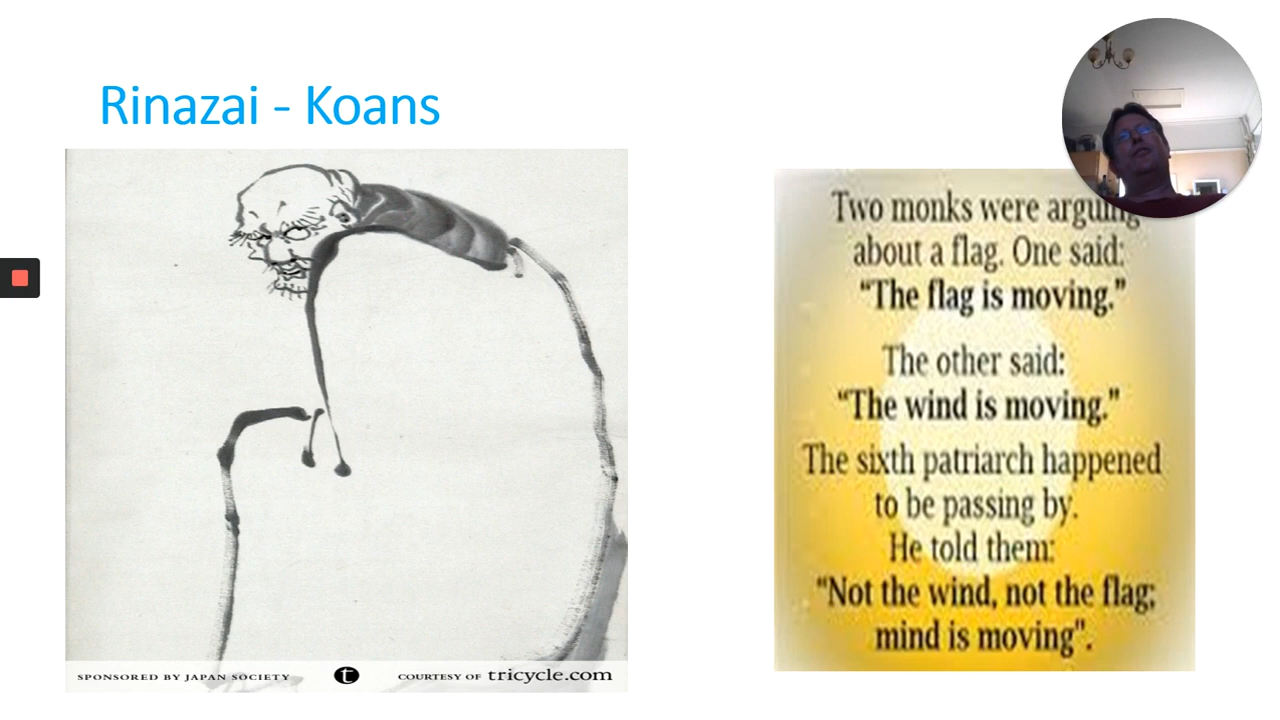 Rinazai - Koans
SPONSORED BY JAPAN SOCIETY
t
COURTESY OF tricycle.com
Two monks were arguing
about a flag. One said:
“The flag is moving.”
The other said:
“The wind is moving.”
The sixth patriarch happened
to be passing by.
He told them:
“Not the wind, not the flag;
mind is moving”.